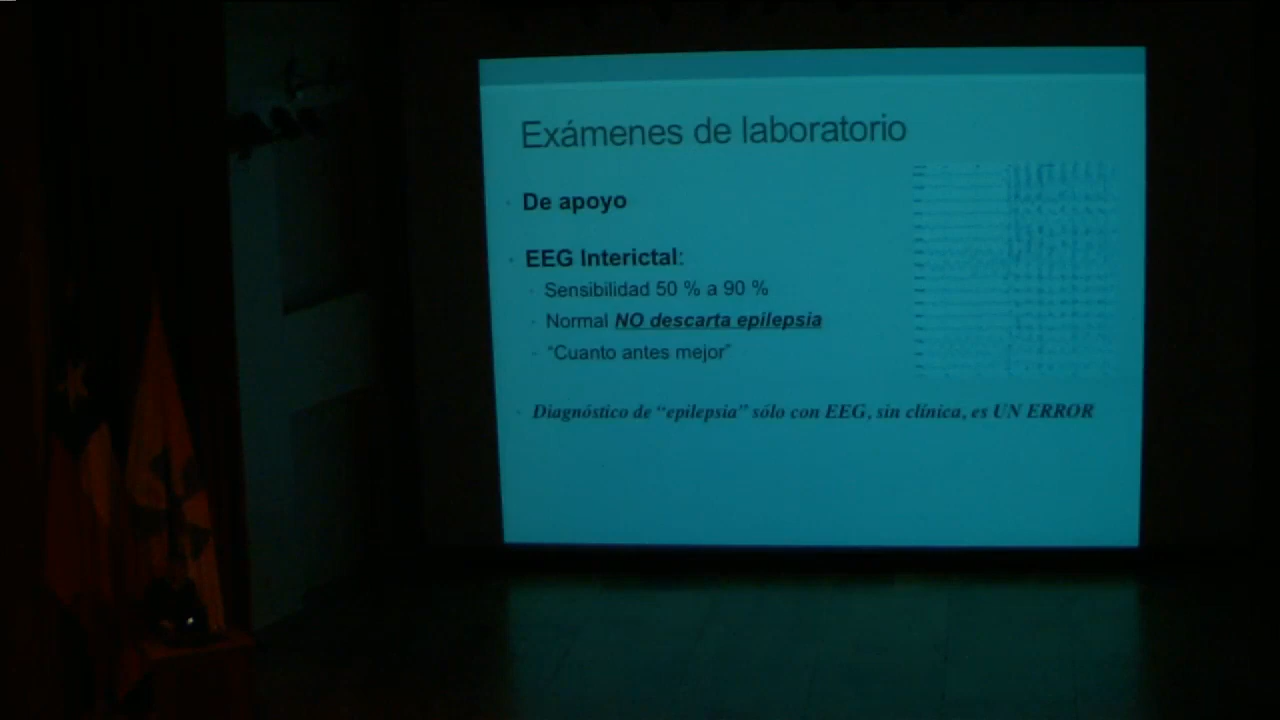 Exámenes de laboratorio
De apoyo
EEG Interictal:
Sensibilidad 50 % a 90 %
Normal NO descarta epilepsia
“Cuanto antes mejor”
Diagnóstico de “epilepsia” sólo con EEG, sin clínica, es UN ERROR